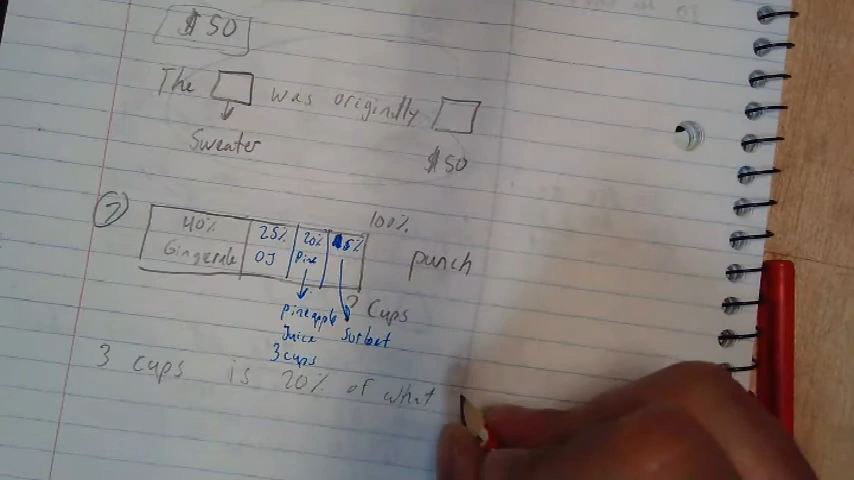 $50
The was originally
Sweater
$50
7
40% 25% 20% 15% 100%
Gingerale OJ Pine punch
? Cups
pineapple Juice 3 cups
Sorbet
3 cups is 20% of what